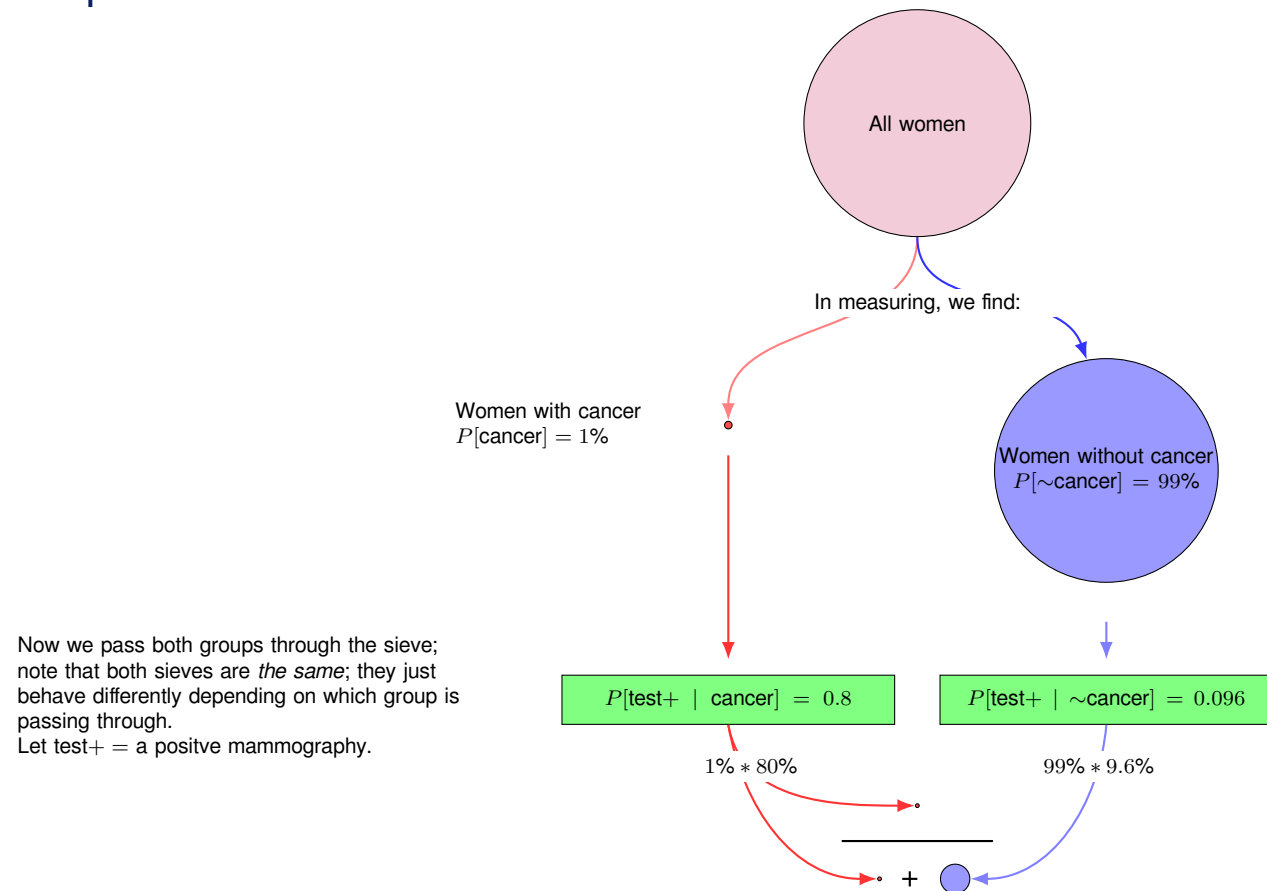 All women
In measuring, we find:
Women with cancer
P[cancer] = 1%
Women without cancer
P[∼cancer] = 99%
Now we pass both groups through the sieve;
note that both sieves are the same; they just
behave differently depending on which group is
passing through.
Let test+ = a positve mammography.
P[test+ | cancer] = 0.8
P[test+ | ∼cancer] = 0.096
1% ∗ 80%
99% ∗ 9.6%
+